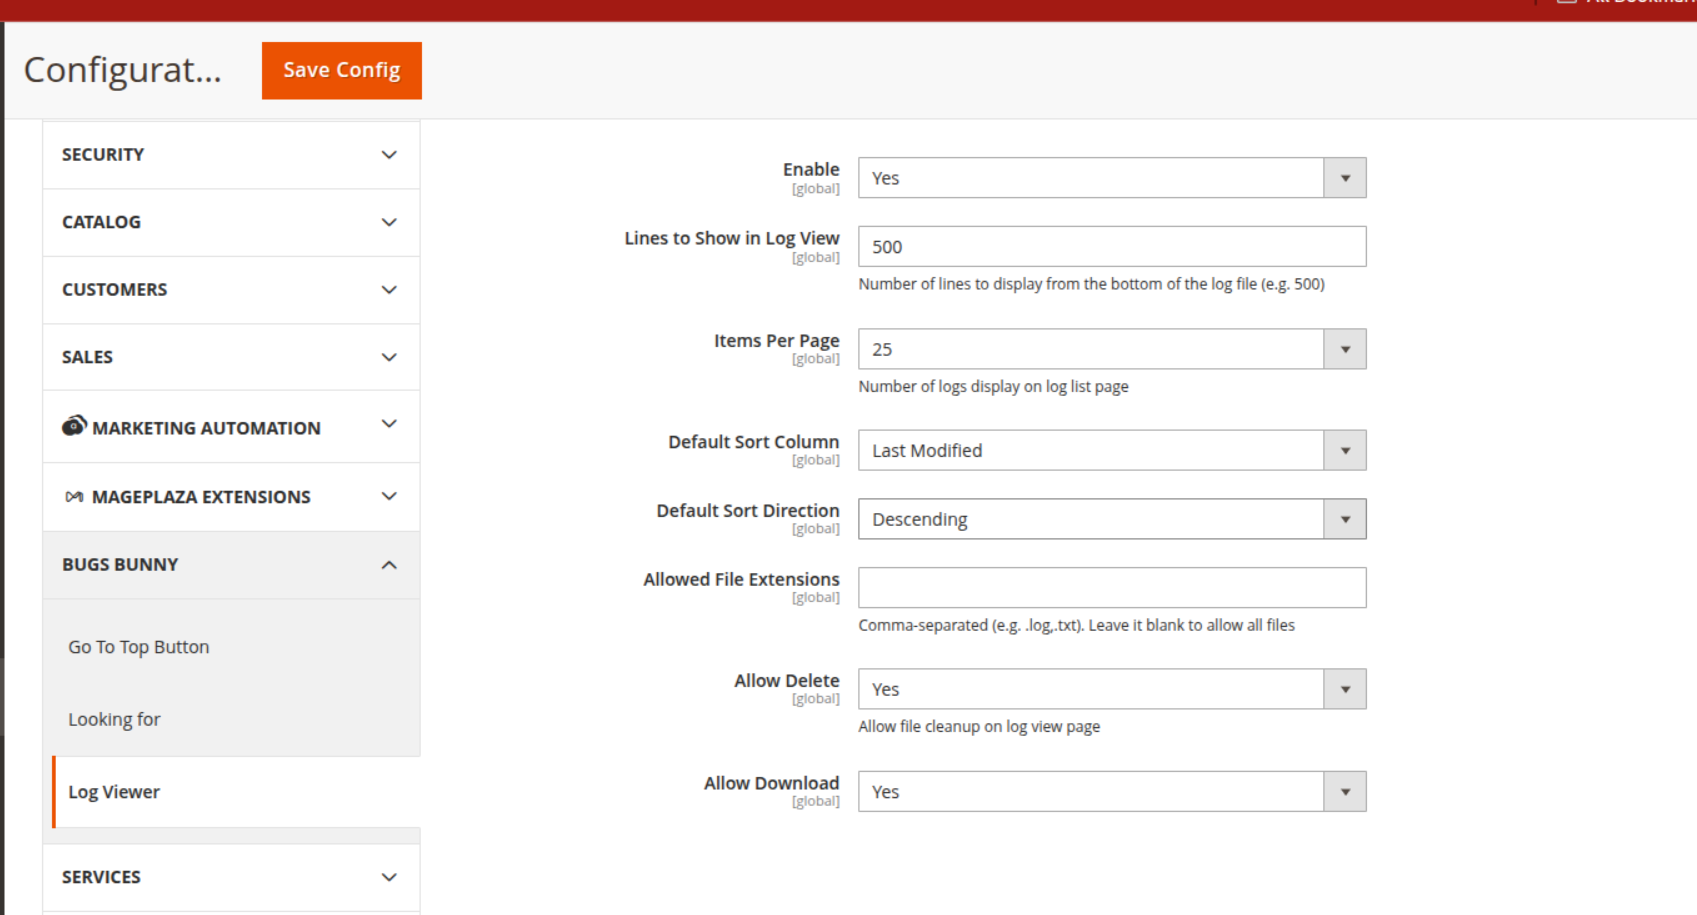 Configurat...
Save Config
SECURITY
CATALOG
CUSTOMERS
SALES
MARKETING AUTOMATION
MAGEPLAZA EXTENSIONS
BUGS BUNNY
Go To Top Button
Looking for
Log Viewer
SERVICES
Enable
[global]
Yes
Lines to Show in Log View
[global]
500
Number of lines to display from the bottom of the log file (e.g. 500)
Items Per Page
[global]
25
Number of logs display on log list page
Default Sort Column
[global]
Last Modified
Default Sort Direction
[global]
Descending
Allowed File Extensions
[global]
Comma-separated (e.g. .log,.txt). Leave it blank to allow all files
Allow Delete
[global]
Yes
Allow file cleanup on log view page
Allow Download
[global]
Yes